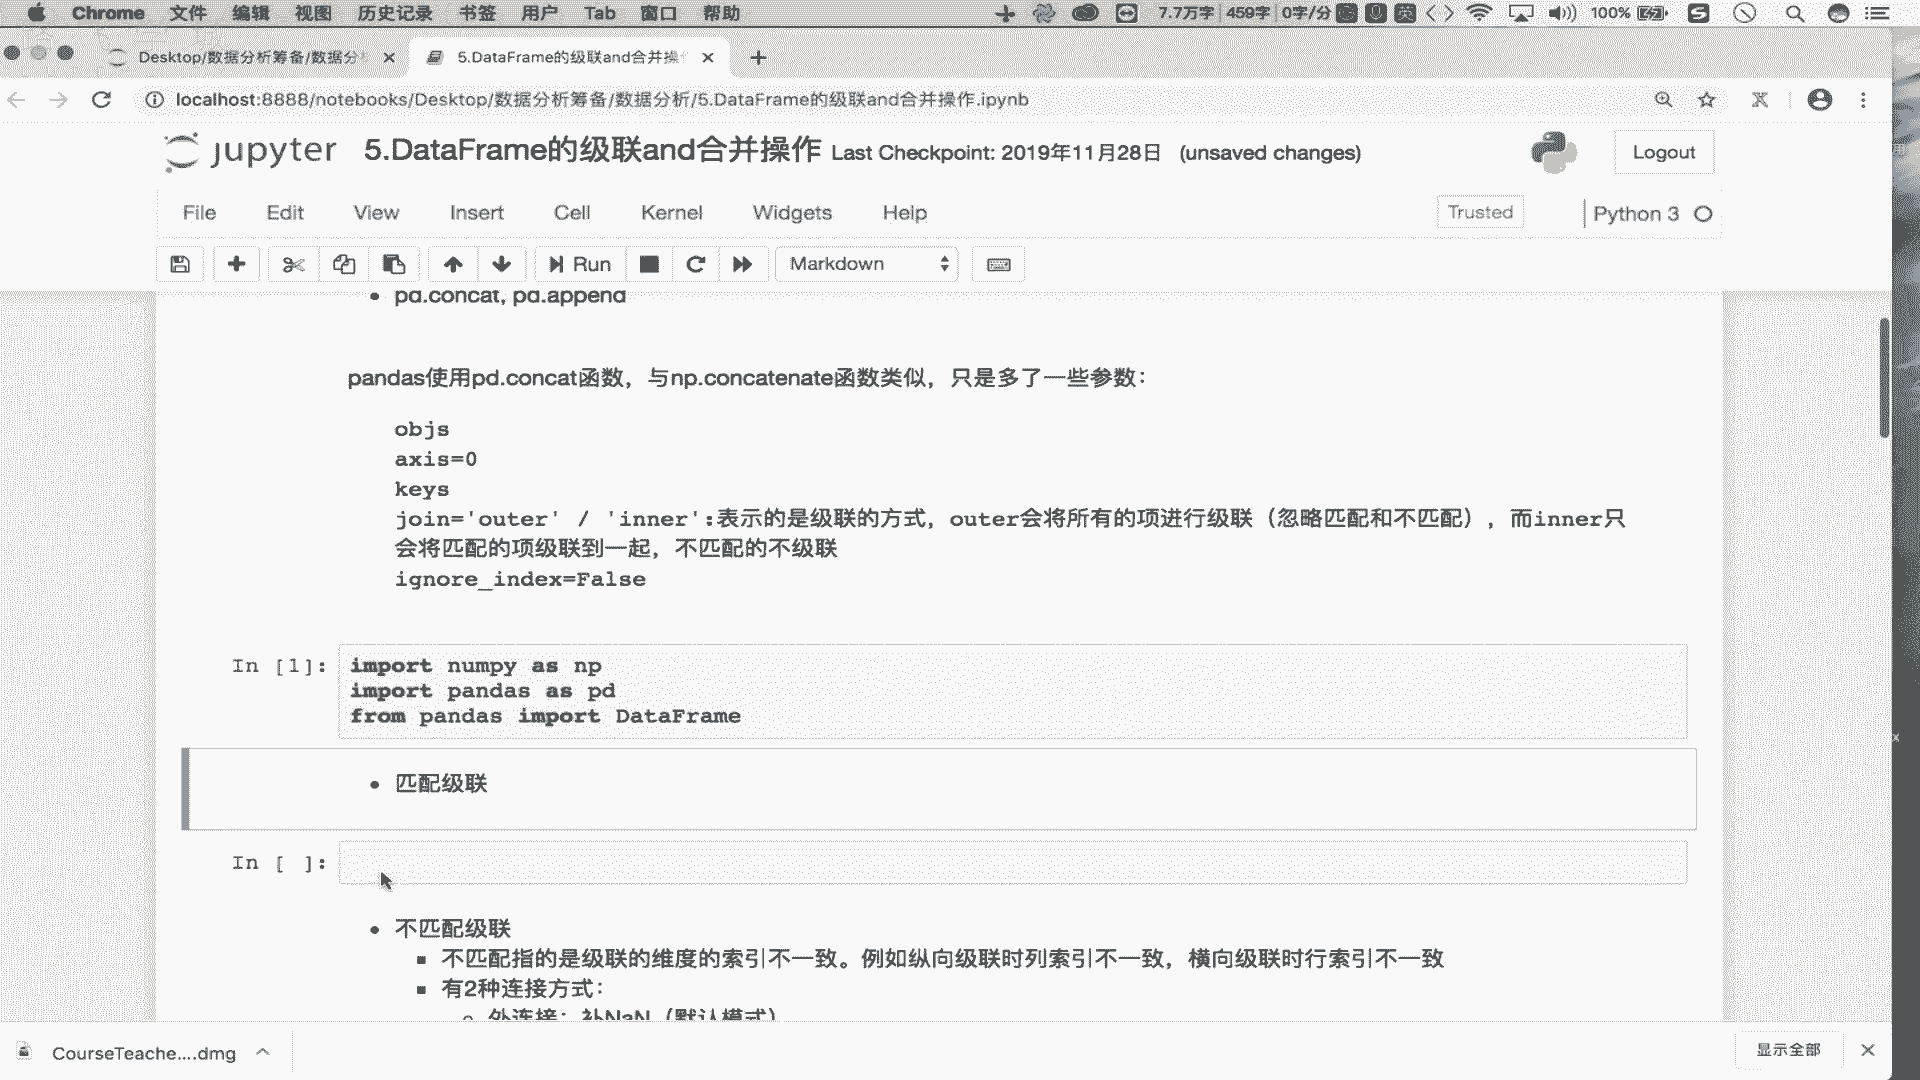 Chrome 文件 编辑 视图 历史记录 书签 用户 Tab 窗口 帮助 7.7万字 459字 0字/分 英 100%
Desktop/数据分析筹备/数据分 5.DataFrame的级联and合并操
localhost:8888/notebooks/Desktop/数据分析筹备/数据分析/5.DataFrame的级联and合并操作.ipynb
jupyter 5.DataFrame的级联and合并操作 Last Checkpoint: 2019年11月28日 (unsaved changes) Logout
File Edit View Insert Cell Kernel Widgets Help Trusted Python 3
Run Markdown
pd.concat, pd.append
pandas使用pd.concat函数，与np.concatenate函数类似，只是多了一些参数：
objs
axis=0
keys
join='outer' / 'inner':表示的是级联的方式，outer会将所有的项进行级联（忽略匹配和不匹配），而inner只
会将匹配的项级联到一起，不匹配的不级联
ignore_index=False
In [1]: import numpy as np
import pandas as pd
from pandas import DataFrame
匹配级联
In [ ]:
不匹配级联
不匹配指的是级联的维度的索引不一致。例如纵向级联时列索引不一致，横向级联时行索引不一致
有2种连接方式：
外连接：补NaN（默认模式）
CourseTeache....dmg 显示全部